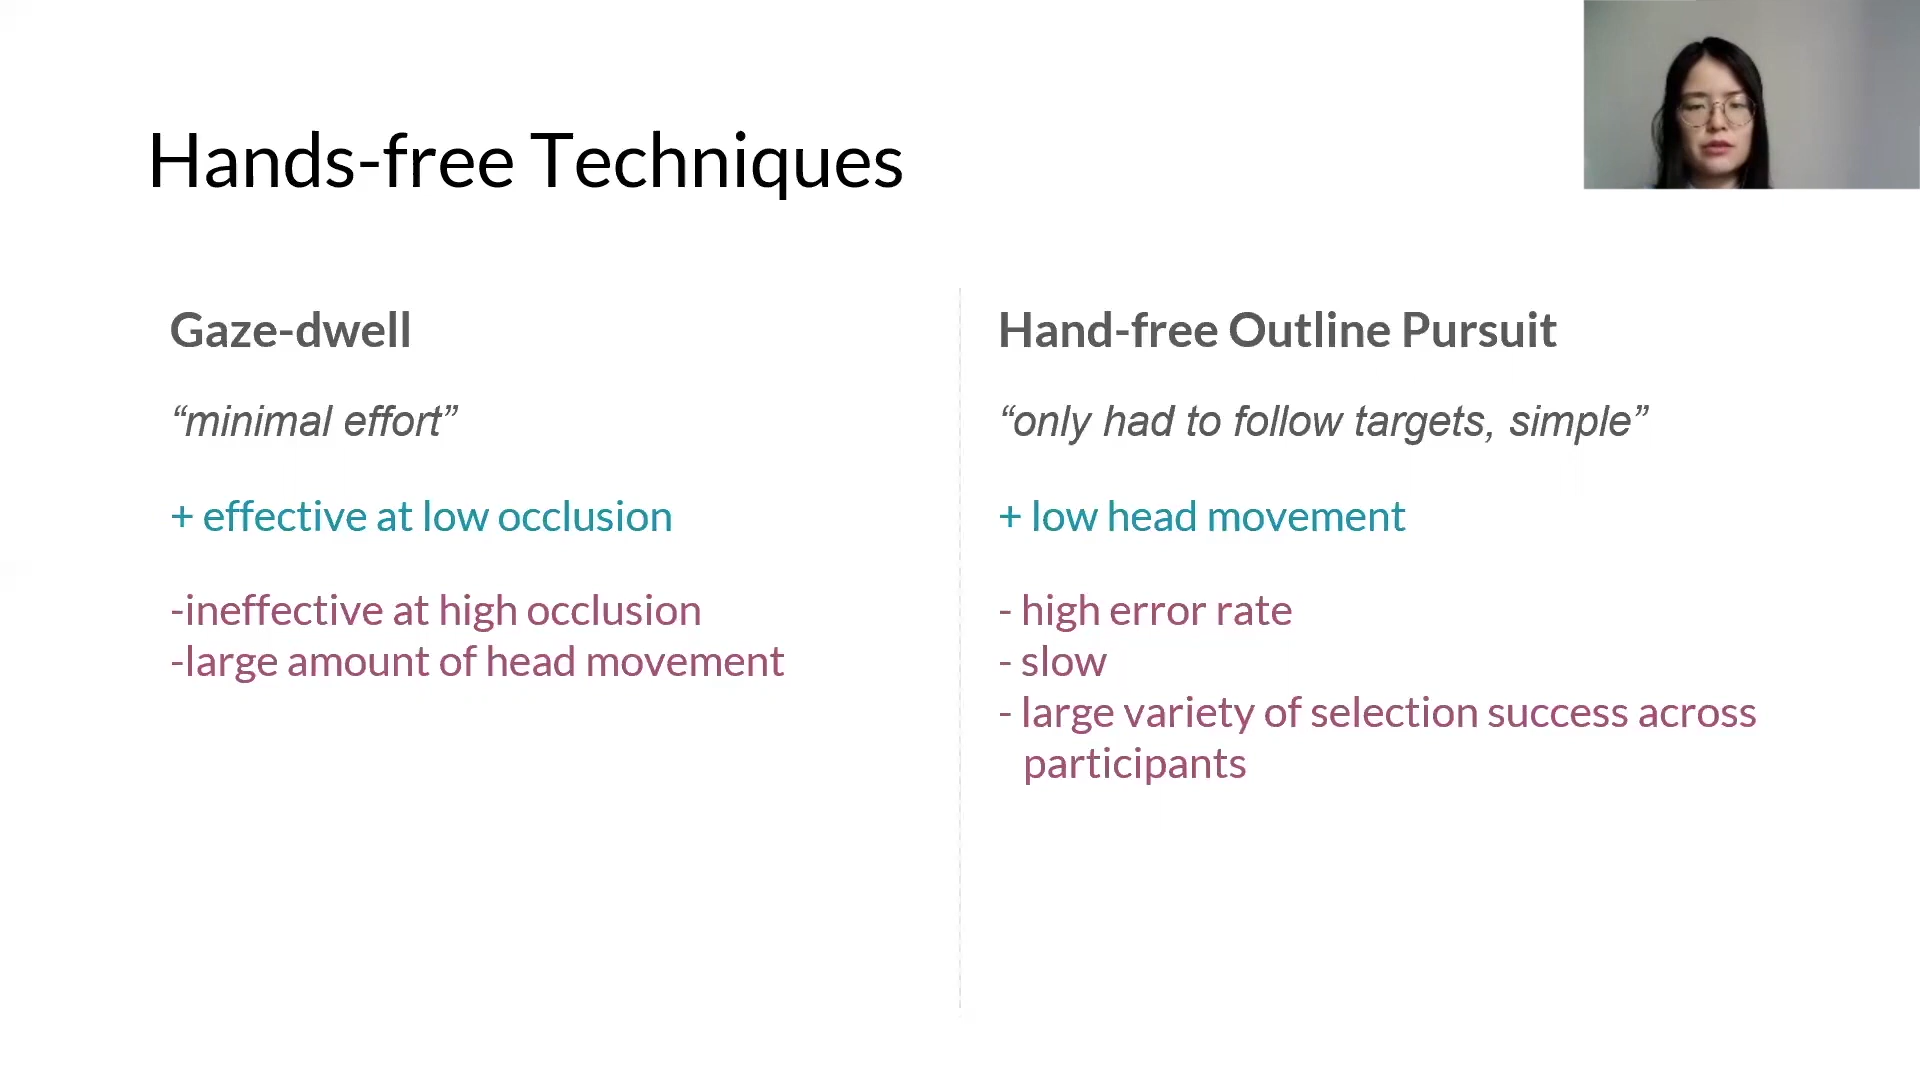 Hands-free Techniques
Gaze-dwell
“minimal effort”
+ effective at low occlusion
-ineffective at high occlusion
-large amount of head movement
Hand-free Outline Pursuit
“only had to follow targets, simple”
+ low head movement
- high error rate
- slow
- large variety of selection success across
participants